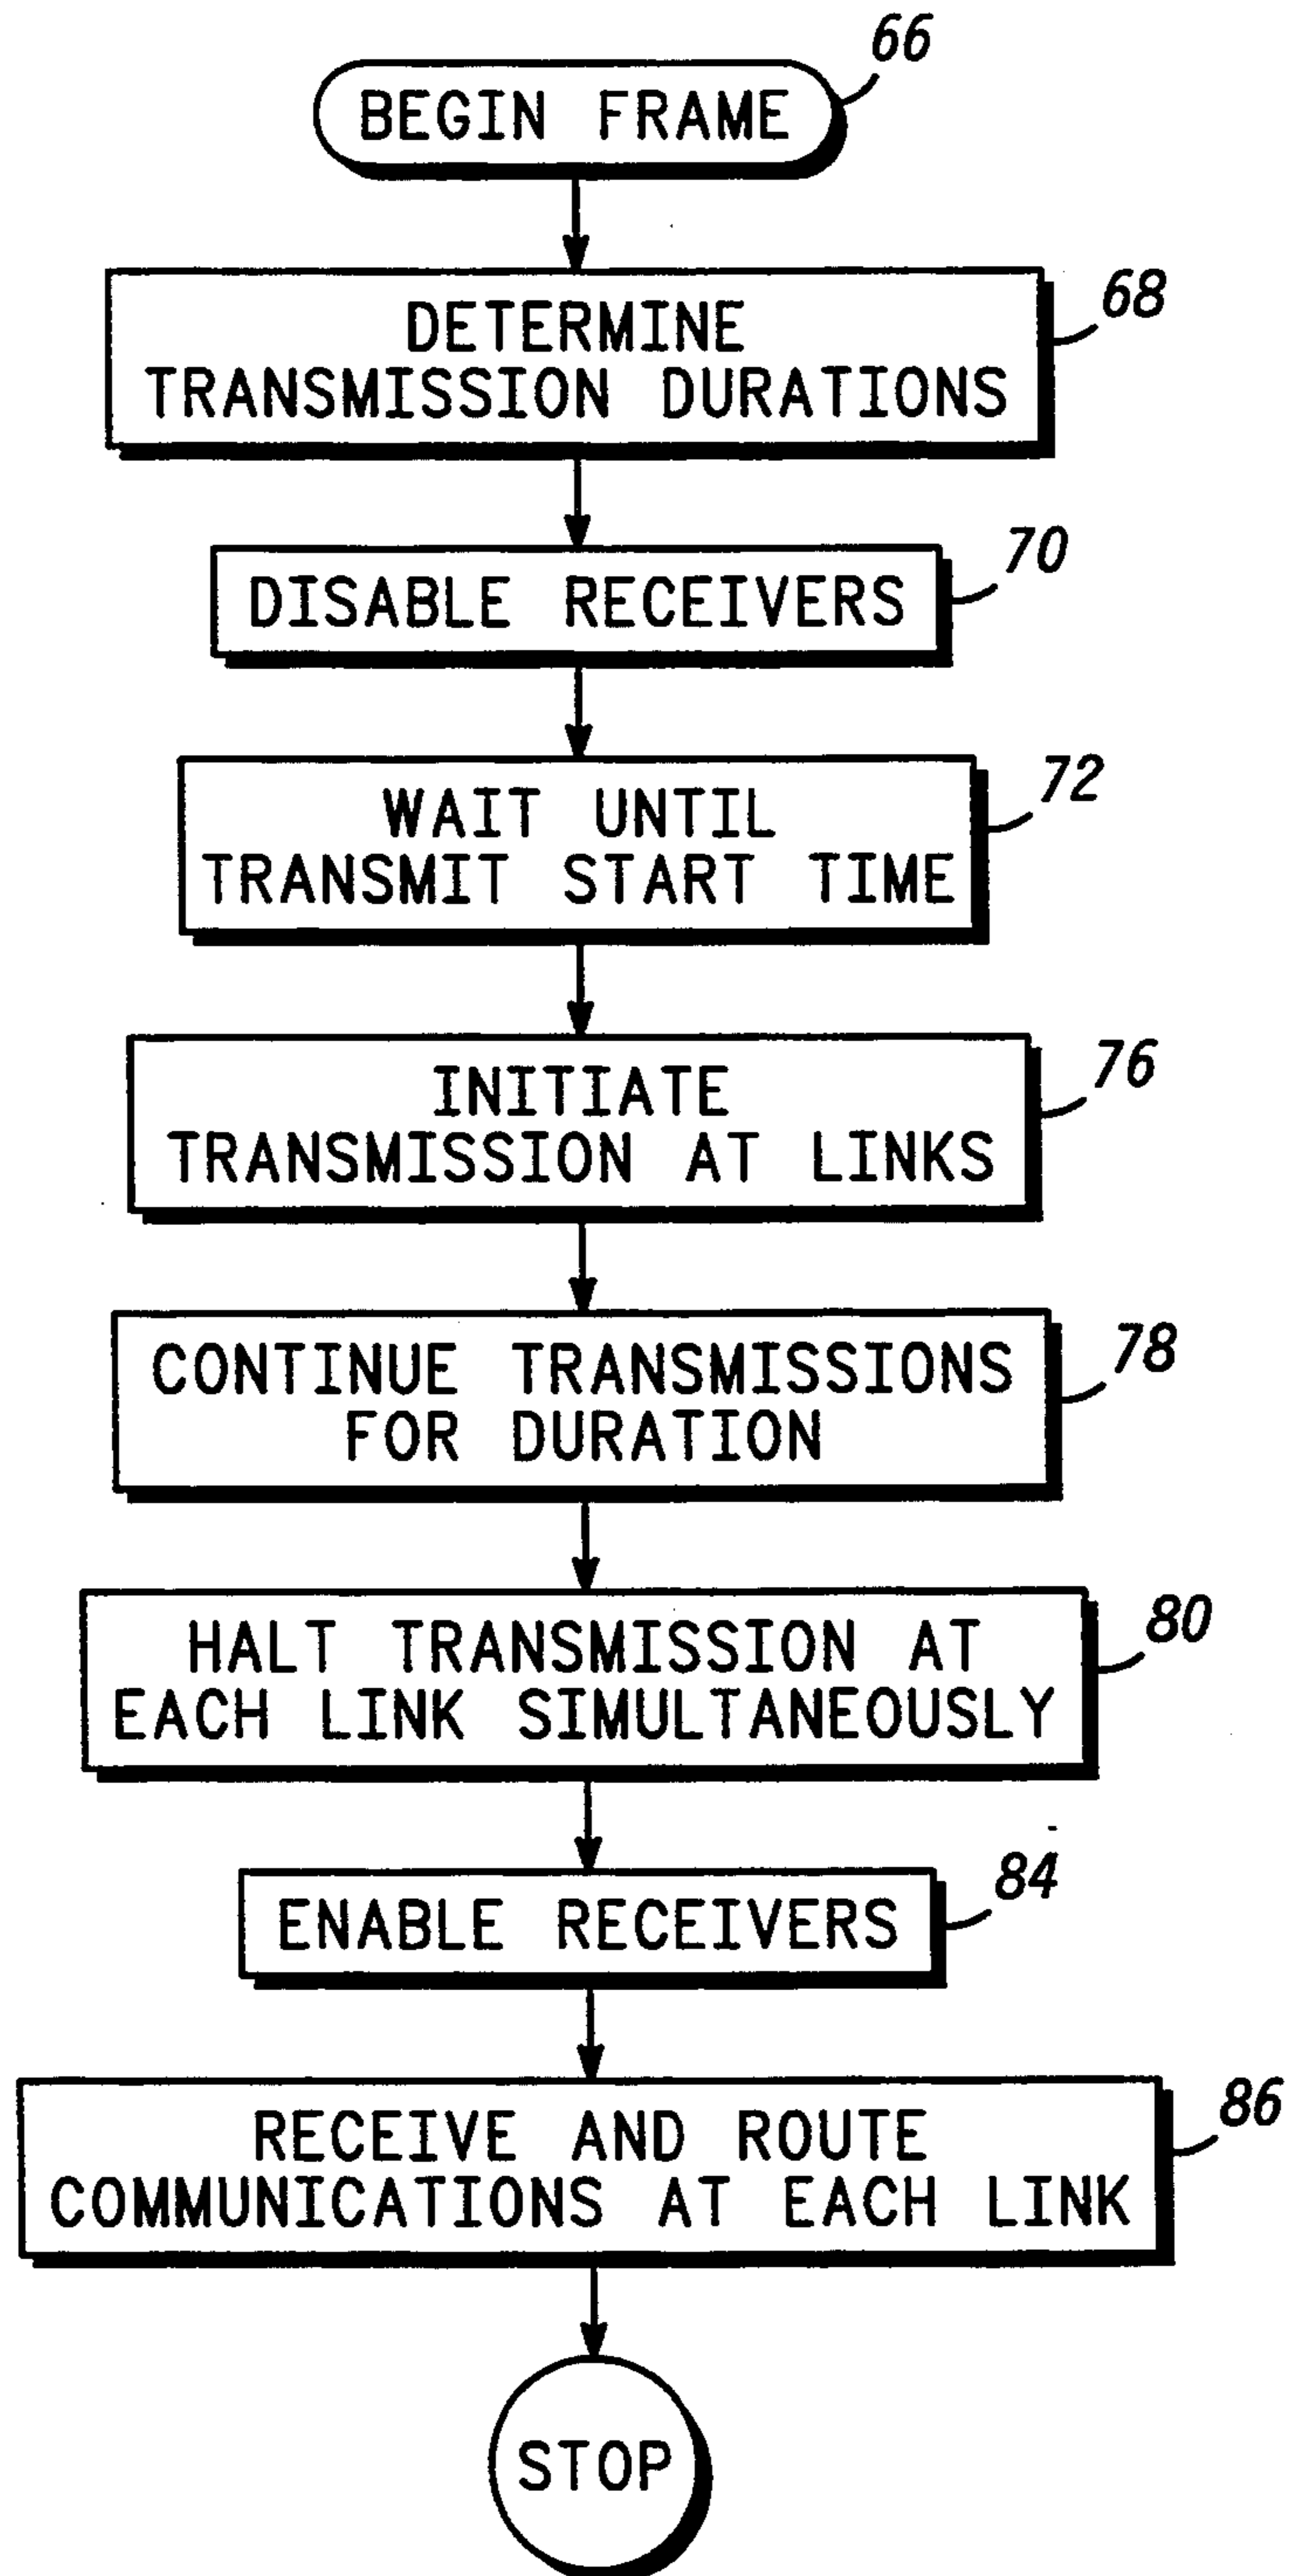 66
BEGIN FRAME
68
DETERMINE
TRANSMISSION DURATIONS
70
DISABLE RECEIVERS
72
WAIT UNTIL
TRANSMIT START TIME
76
INITIATE
TRANSMISSION AT LINKS
78
CONTINUE TRANSMISSIONS
FOR DURATION
80
HALT TRANSMISSION AT
EACH LINK SIMULTANEOUSLY
84
ENABLE RECEIVERS
86
RECEIVE AND ROUTE
COMMUNICATIONS AT EACH LINK
STOP